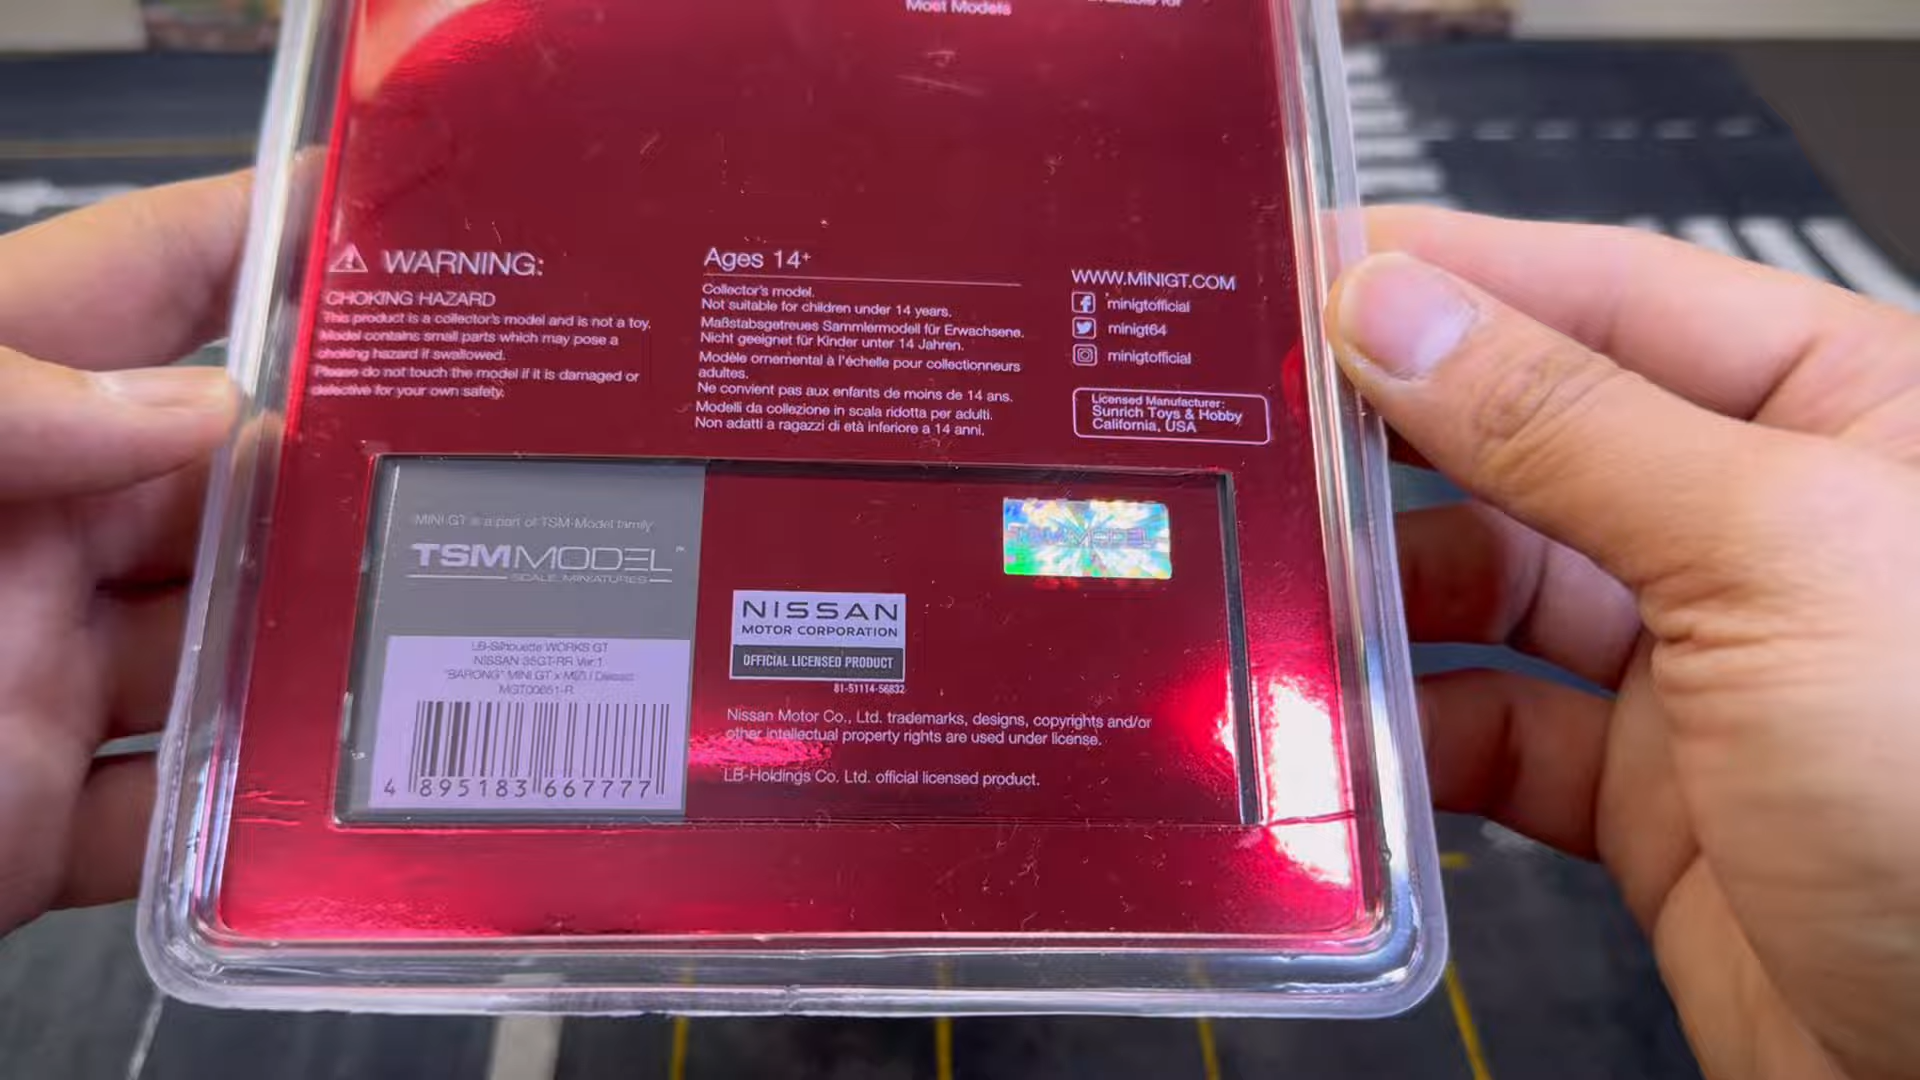 Most Models
WARNING:
CHOKING HAZARD
This product is a collector's model and is not a toy.
Model contains small parts which may pose a
choking hazard if swallowed.
Please do not touch the model if it is damaged or
defective for your own safety.
Ages 14+
Collector's model.
Not suitable for children under 14 years.
Maßstabsgetreues Sammlermodell für Erwachsene.
Nicht geeignet für Kinder unter 14 Jahren.
Modèle ornemental à l'échelle pour collectionneurs
adultes.
Ne convient pas aux enfants de moins de 14 ans.
Modelli da collezione in scala ridotta per adulti.
Non adatti a ragazzi di età inferiore a 14 anni.
WWW.MINIGT.COM
minigtofficial
minigt64
minigtofficial
Licensed Manufacturer:
Sunrich Toys & Hobby
California, USA
MINI GT is a part of TSM-Model family
TSMMODEL™
SCALE MINIATURES
LB-Silhouette WORKS GT
NISSAN 35GT-RR Ver.1
"BARONG" MINI GT x MIZU Diecast
MGT00651-R
4 895183 667777
TSMMODEL
NISSAN
MOTOR CORPORATION
OFFICIAL LICENSED PRODUCT
81-51114-56832
Nissan Motor Co., Ltd. trademarks, designs, copyrights and/or
other intellectual property rights are used under license.
LB-Holdings Co. Ltd. official licensed product.